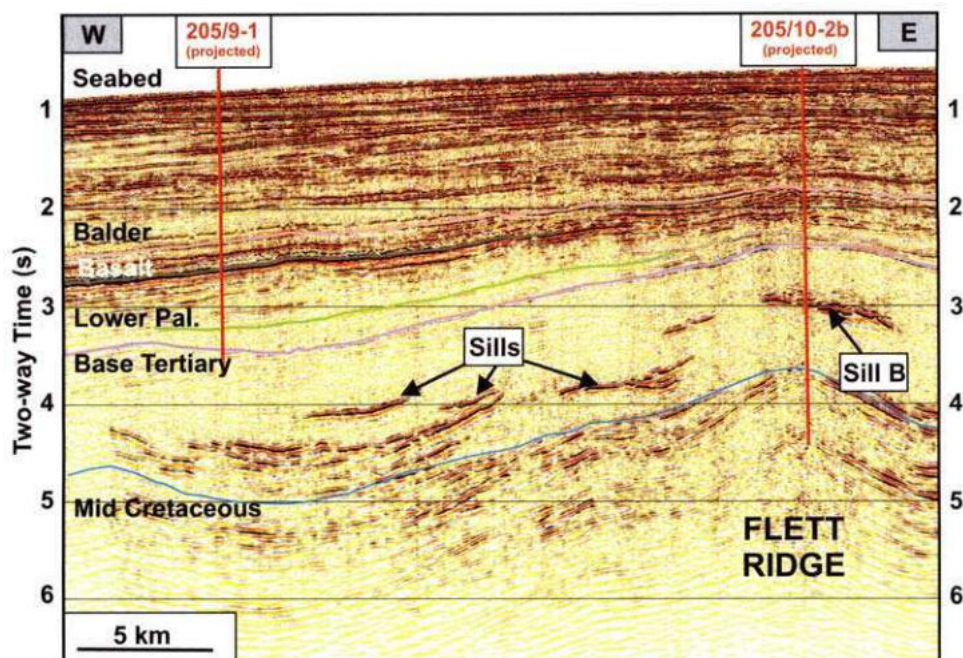 W
205/9-1
(projected)
205/10-2b
(projected)
E
Seabed
1
1
2
2
Balder
Basalt
3
3
Lower Pal.
Base Tertiary
Sills
Sill B
4
4
5
5
Mid Cretaceous
FLETT
RIDGE
6
6
5 km
Two-way Time (s)